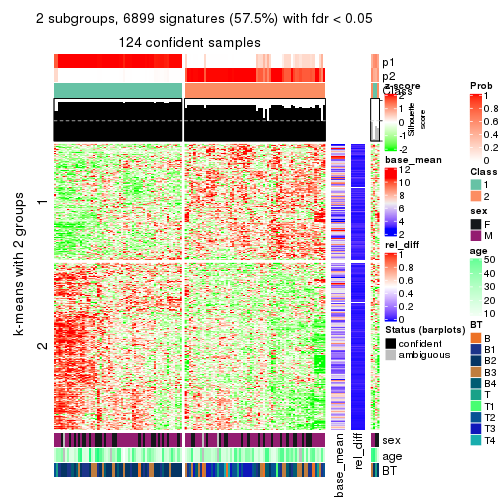 2 subgroups, 6899 signatures (57.5%) with fdr < 0.05
124 confident samples
p1
p2
Class
Silhouette
score
k-means with 2 groups
1
2
sex
age
BT
base_mean
rel_diff
z-score
2
1
0
-1
-2
base_mean
12
10
8
6
4
2
rel_diff
1
0.8
0.6
0.4
0.2
0
Status (barplots)
confident
ambiguous
Prob
1
0.8
0.6
0.4
0.2
0
Class
1
2
sex
F
M
age
50
40
30
20
10
BT
B
B1
B2
B3
B4
T
T1
T2
T3
T4